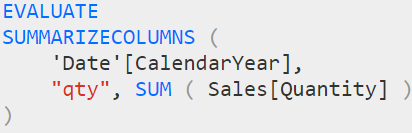 EVALUATE
SUMMARIZECOLUMNS (
    'Date'[CalendarYear],
    "qty", SUM ( Sales[Quantity] )
)